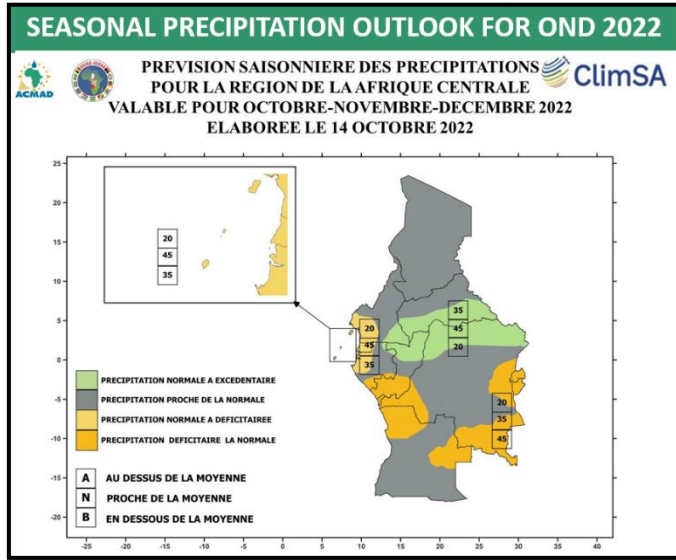 SEASONAL PRECIPITATION OUTLOOK FOR OND 2022
ACMAD
ClimSA
PREVISION SAISONNIERE DES PRECIPITATIONS
POUR LA REGION DE LA AFRIQUE CENTRALE
VALABLE POUR OCTOBRE-NOVEMBRE-DECEMBRE 2022
ELABOREE LE 14 OCTOBRE 2022
25
20
15
10
5
0
-5
-10
-15
-20
20
45
35
35
45
20
20
45
35
20
35
45
PRECIPITATION NORMALE A EXCEDENTAIRE
PRECIPITATION PROCHE DE LA NORMALE
PRECIPITATION NORMALE A DEFICITAIREE
PRECIPITATION DEFICITAIRE LA NORMALE
A AU DESSUS DE LA MOYENNE
N PROCHE DE LA MOYENNE
B EN DESSOUS DE LA MOYENNE
-25 -20 -15 -10 -5 0 5 10 15 20 25 30 35 40